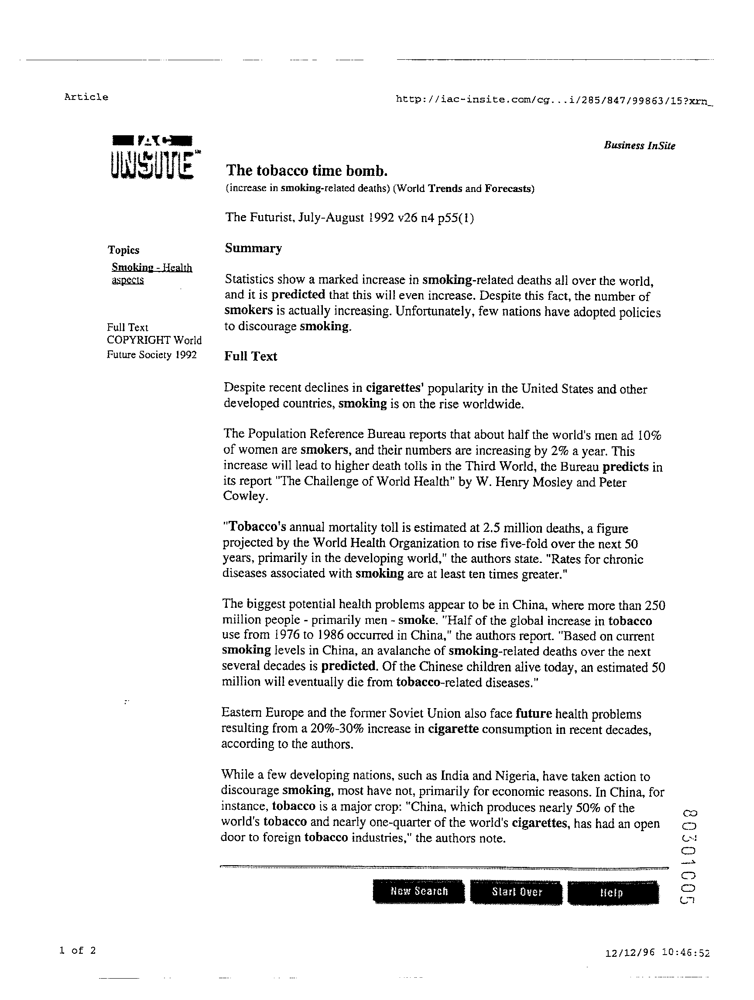 Article
http://iac-insite.com/cg...i/285/847/99863/15?xrn_
IAC
INSITE
Business InSite
The tobacco time bomb.
(increase in smoking-related deaths) (World Trends and Forecasts)
The Futurist, July-August 1992 v26 n4 p55(1)
Topics
Smoking - Health
aspects
Full Text
COPYRIGHT World
Future Society 1992
Summary
Statistics show a marked increase in smoking-related deaths all over the world,
and it is predicted that this will even increase. Despite this fact, the number of
smokers is actually increasing. Unfortunately, few nations have adopted policies
to discourage smoking.
Full Text
Despite recent declines in cigarettes' popularity in the United States and other
developed countries, smoking is on the rise worldwide.
The Population Reference Bureau reports that about half the world's men ad 10%
of women are smokers, and their numbers are increasing by 2% a year. This
increase will lead to higher death tolls in the Third World, the Bureau predicts in
its report "The Challenge of World Health" by W. Henry Mosley and Peter
Cowley.
"Tobacco's annual mortality toll is estimated at 2.5 million deaths, a figure
projected by the World Health Organization to rise five-fold over the next 50
years, primarily in the developing world," the authors state. "Rates for chronic
diseases associated with smoking are at least ten times greater."
The biggest potential health problems appear to be in China, where more than 250
million people - primarily men - smoke. "Half of the global increase in tobacco
use from 1976 to 1986 occurred in China," the authors report. "Based on current
smoking levels in China, an avalanche of smoking-related deaths over the next
several decades is predicted. Of the Chinese children alive today, an estimated 50
million will eventually die from tobacco-related diseases."
Eastern Europe and the former Soviet Union also face future health problems
resulting from a 20%-30% increase in cigarette consumption in recent decades,
according to the authors.
While a few developing nations, such as India and Nigeria, have taken action to
discourage smoking, most have not, primarily for economic reasons. In China, for
instance, tobacco is a major crop: "China, which produces nearly 50% of the
world's tobacco and nearly one-quarter of the world's cigarettes, has had an open
door to foreign tobacco industries," the authors note.
80301005
New Search
Start Over
Help
1 of 2
12/12/96 10:46:52